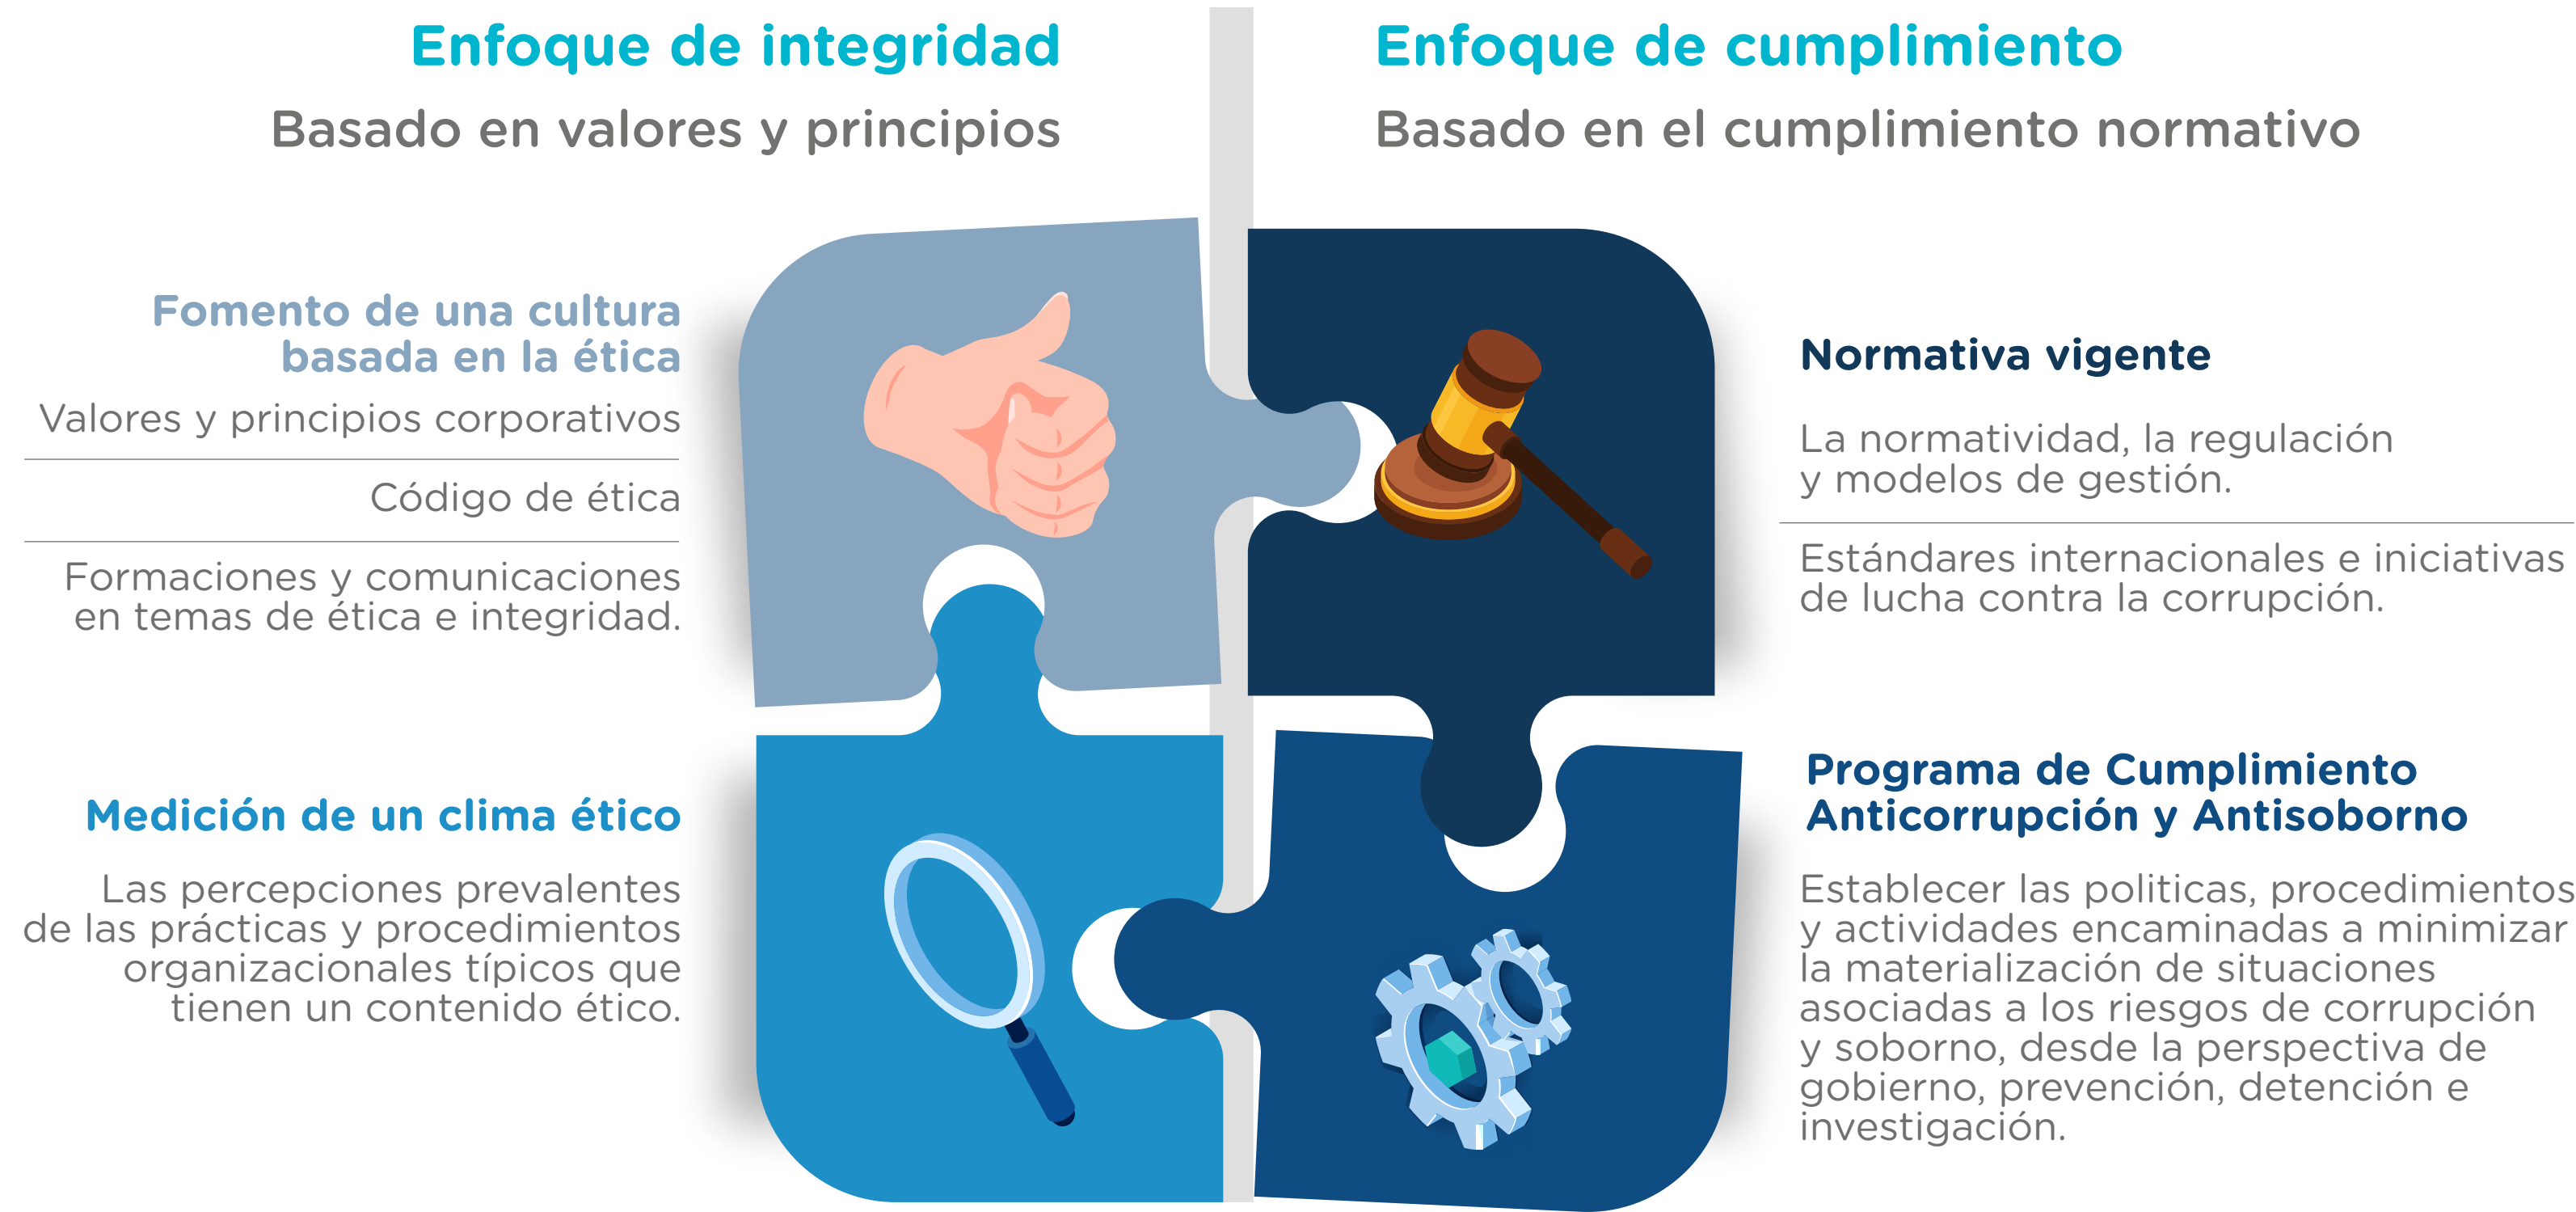 Enfoque de integridad
Basado en valores y principios
Fomento de una cultura
basada en la ética
Valores y principios corporativos
Código de ética
Formaciones y comunicaciones
en temas de ética e integridad.
Medición de un clima ético
Las percepciones prevalentes
de las prácticas y procedimientos
organizacionales típicos que
tienen un contenido ético.
Enfoque de cumplimiento
Basado en el cumplimiento normativo
Normativa vigente
La normatividad, la regulación
y modelos de gestión.
Estándares internacionales e iniciativas
de lucha contra la corrupción.
Programa de Cumplimiento
Anticorrupción y Antisoborno
Establecer las politicas, procedimientos
y actividades encaminadas a minimizar
la materialización de situaciones
asociadas a los riesgos de corrupción
y soborno, desde la perspectiva de
gobierno, prevención, detención e
investigación.